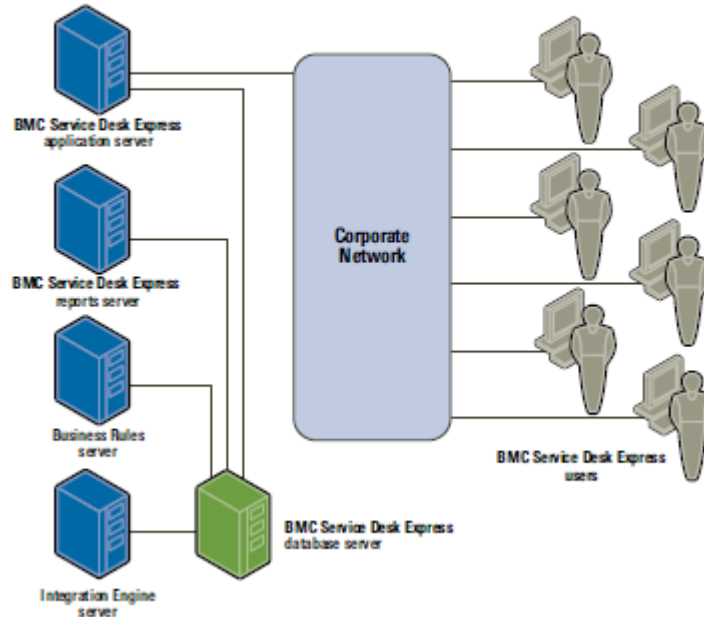 BMC Service Desk Express
application server
BMC Service Desk Express
reports server
Business Rules
server
Integration Engine
server
BMC Service Desk Express
database server
Corporate
Network
BMC Service Desk Express
users